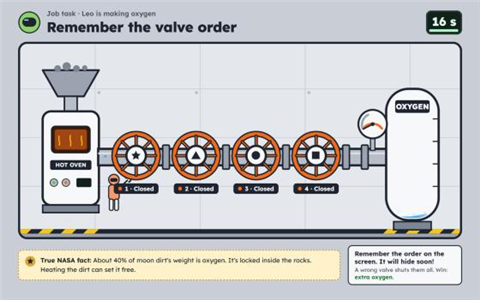 Job task · Leo is making oxygen
Remember the valve order
16 s
OXYGEN
HOT OVEN
1 · Closed
2 · Closed
3 · Closed
4 · Closed
True NASA fact: About 40% of moon dirt's weight is oxygen. It's locked inside the rocks.
Heating the dirt can set it free.
Remember the order on the
screen. It will hide soon!
A wrong valve shuts them all. Win:
extra oxygen.